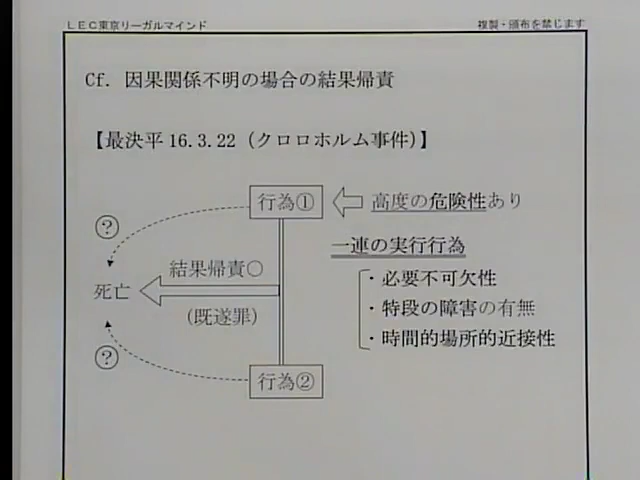 LEC東京リーガルマインド
複製・頒布を禁じます
Cf. 因果関係不明の場合の結果帰責
【最決平16.3.22（クロロホルム事件）】
行為①
高度の危険性あり
?
一連の実行行為
結果帰責○
・必要不可欠性
死亡
・特段の障害の有無
（既遂罪）
・時間的場所的近接性
?
行為②